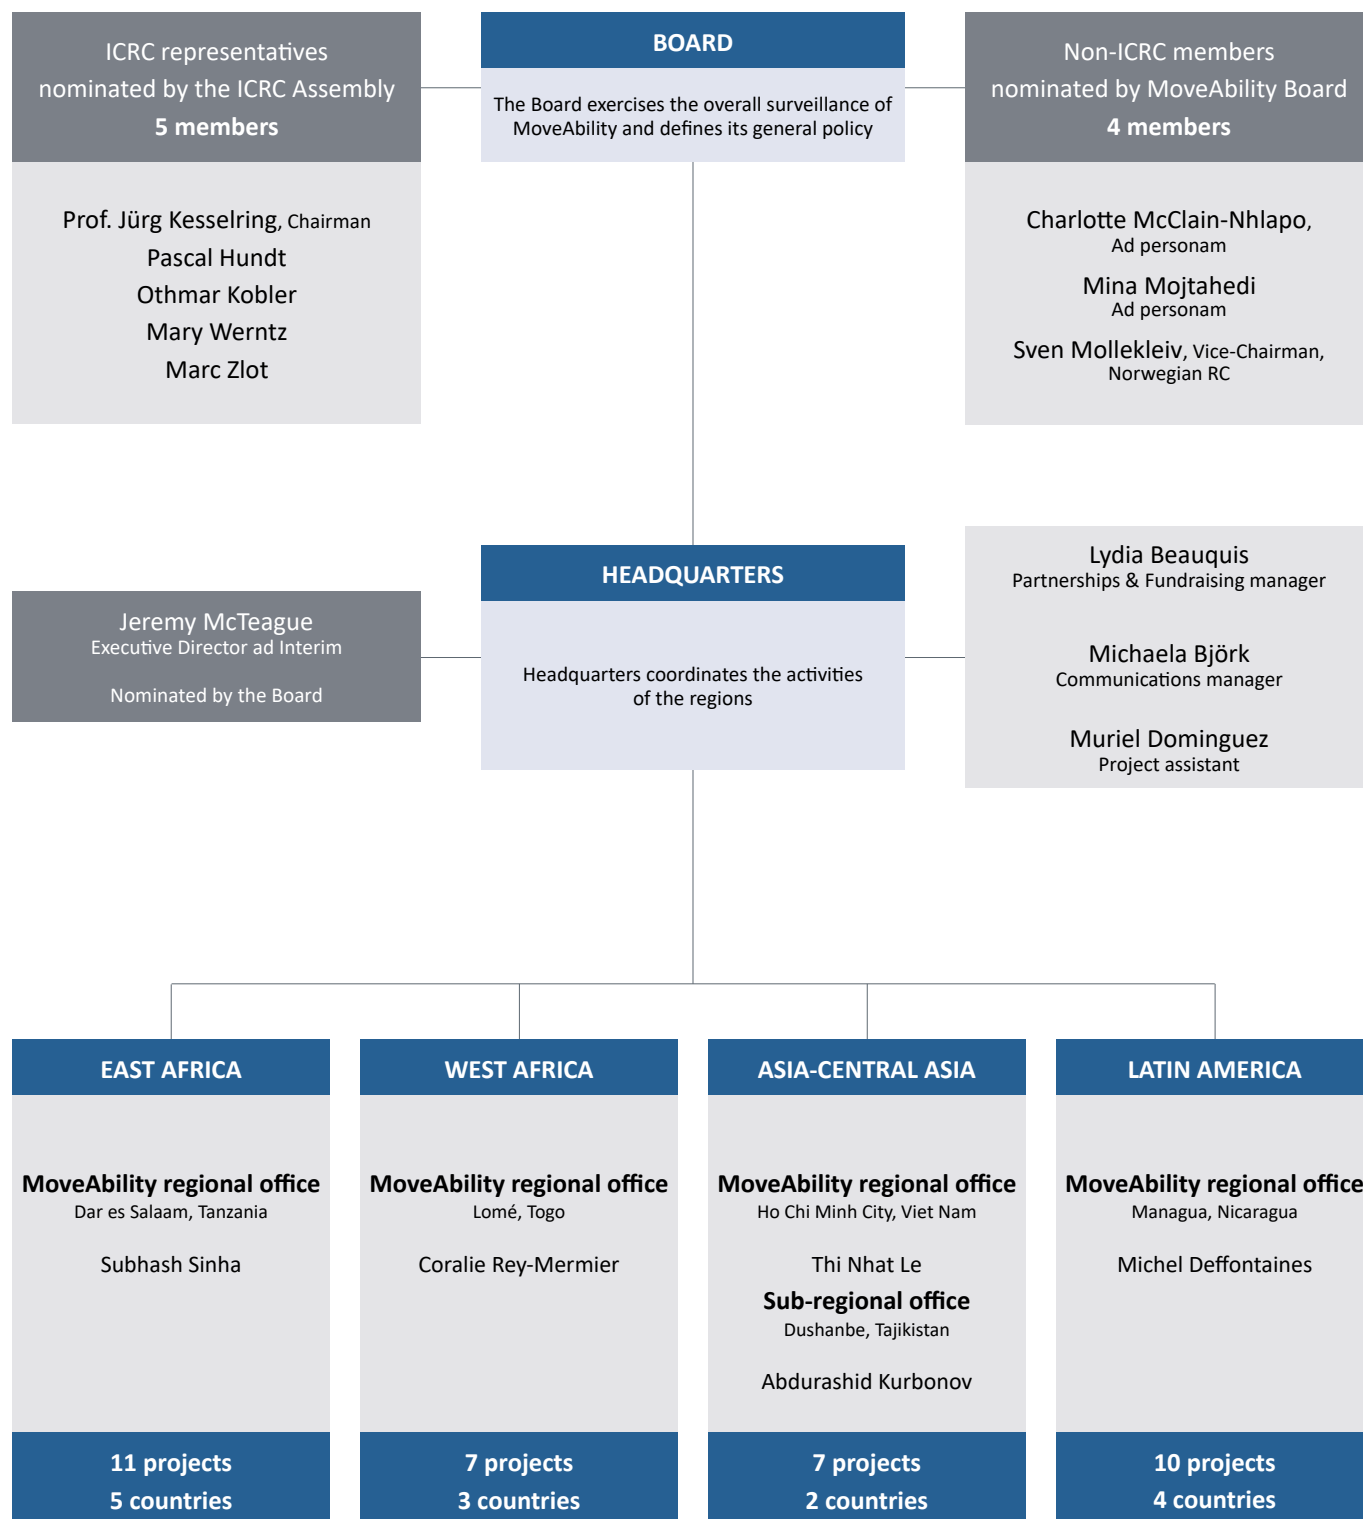 ICRC representatives
nominated by the ICRC Assembly
5 members
Prof. Jürg Kesselring, Chairman
Pascal Hundt
Othmar Kobler
Mary Werntz
Marc Zlot
BOARD
The Board exercises the overall surveillance of
MoveAbility and defines its general policy
Non-ICRC members
nominated by MoveAbility Board
4 members
Charlotte McClain-Nhlapo,
Ad personam
Mina Mojtahedi
Ad personam
Sven Mollekleiv, Vice-Chairman,
Norwegian RC
Jeremy McTeague
Executive Director ad Interim
Nominated by the Board
HEADQUARTERS
Headquarters coordinates the activities
of the regions
Lydia Beauquis
Partnerships & Fundraising manager
Michaela Björk
Communications manager
Muriel Dominguez
Project assistant
EAST AFRICA
MoveAbility regional office
Dar es Salaam, Tanzania
Subhash Sinha
11 projects
5 countries
WEST AFRICA
MoveAbility regional office
Lomé, Togo
Coralie Rey-Mermier
7 projects
3 countries
ASIA-CENTRAL ASIA
MoveAbility regional office
Ho Chi Minh City, Viet Nam
Thi Nhat Le
Sub-regional office
Dushanbe, Tajikistan
Abdurashid Kurbonov
7 projects
2 countries
LATIN AMERICA
MoveAbility regional office
Managua, Nicaragua
Michel Deffontaines
10 projects
4 countries